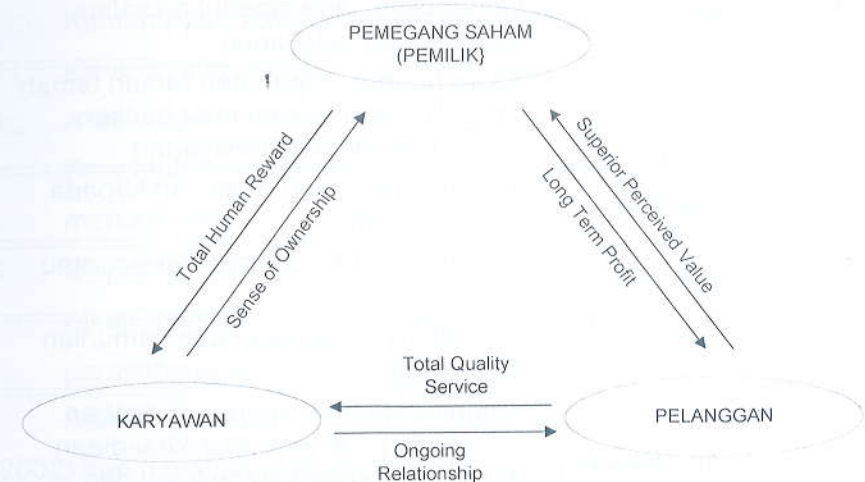 PEMEGANG SAHAM
(PEMILIK}
Total Human Reward
Sense of Ownership
Superior Perceived Value
Long Term Profit
Total Quality
Service
KARYAWAN
PELANGGAN
Ongoing
Relationship